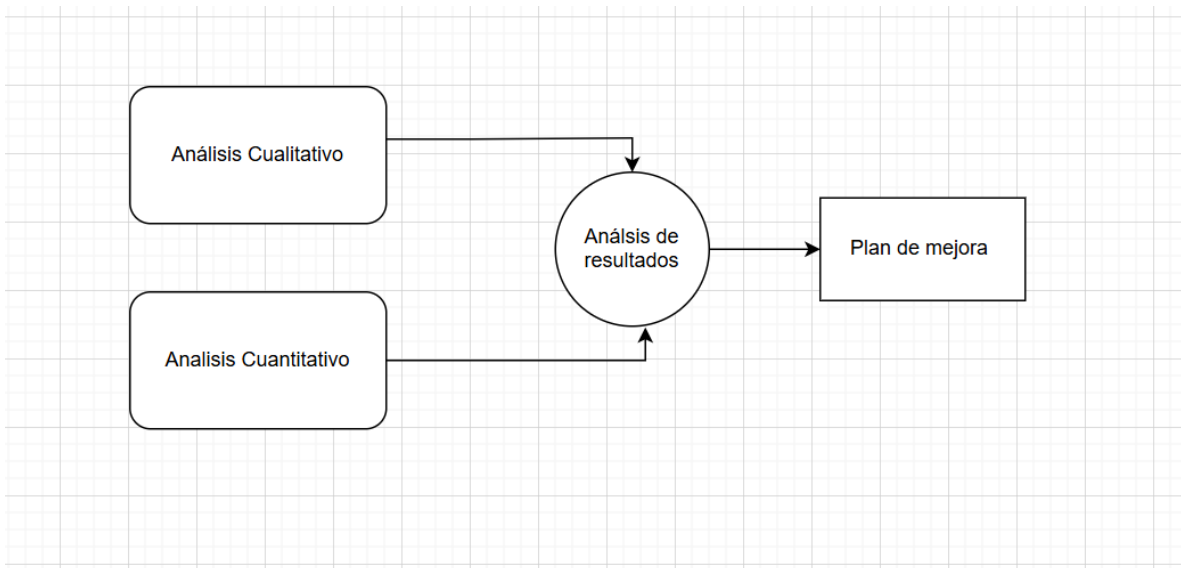 Análisis Cualitativo
Análsis de
resultados
Plan de mejora
Analisis Cuantitativo